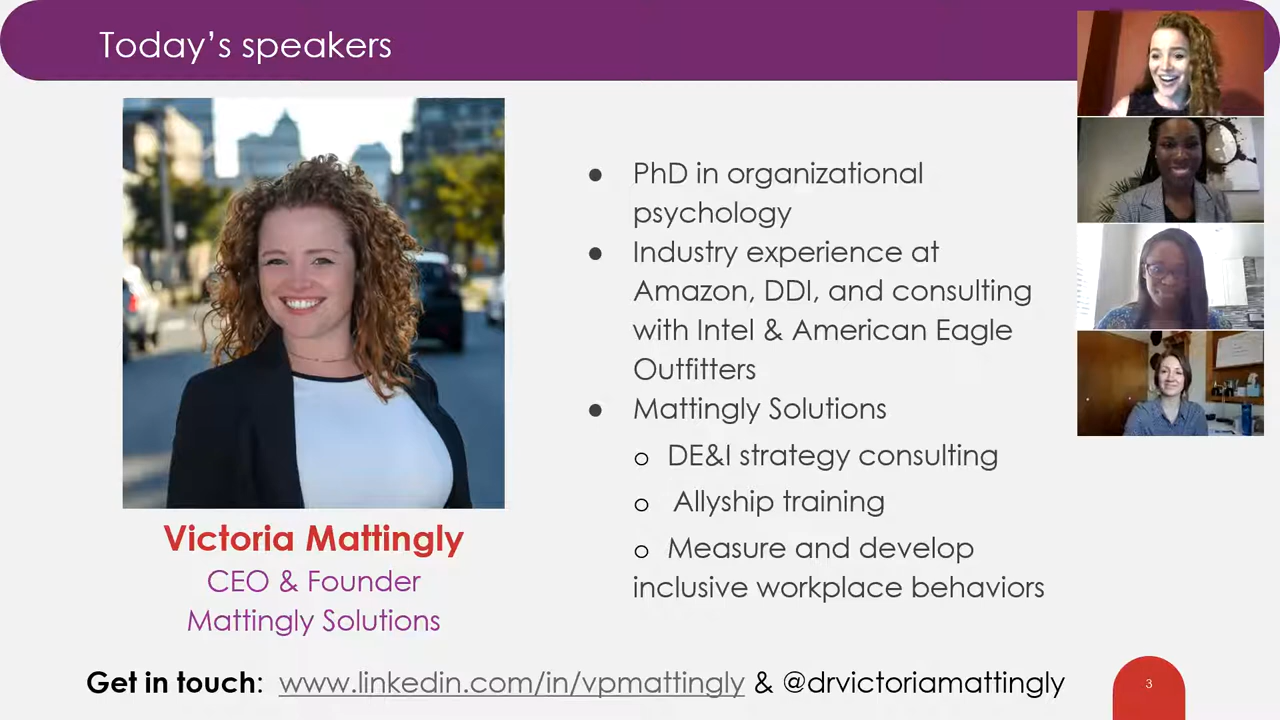 Today's speakers
● PhD in organizational
psychology
● Industry experience at
Amazon, DDI, and consulting
with Intel & American Eagle
Outfitters
● Mattingly Solutions
o DE&I strategy consulting
o Allyship training
o Measure and develop
inclusive workplace behaviors
Victoria Mattingly
CEO & Founder
Mattingly Solutions
Get in touch: www.linkedin.com/in/vpmattingly & @drvictoriamattingly
3